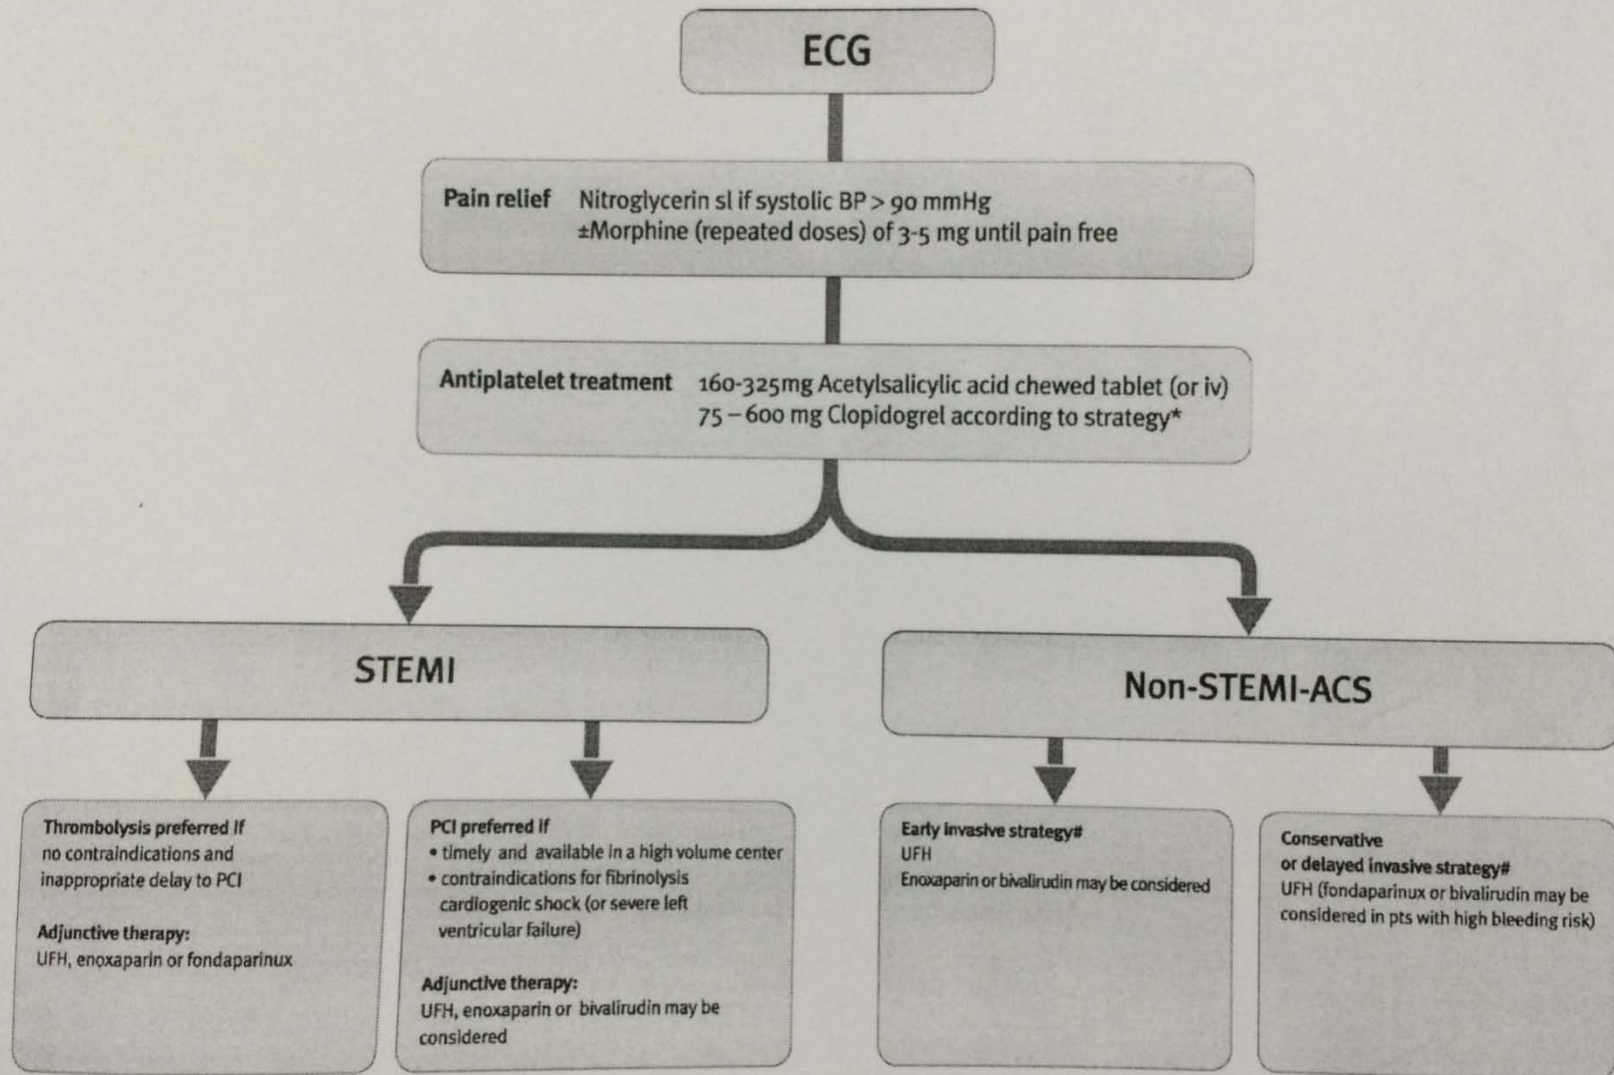 ECG
Pain relief Nitroglycerin sl if systolic BP > 90 mmHg
±Morphine (repeated doses) of 3-5 mg until pain free
Antiplatelet treatment 160-325mg Acetylsalicylic acid chewed tablet (or iv)
75 – 600 mg Clopidogrel according to strategy*
STEMI
Thrombolysis preferred if
no contraindications and
inappropriate delay to PCI
Adjunctive therapy:
UFH, enoxaparin or fondaparinux
PCI preferred if
• timely and available in a high volume center
• contraindications for fibrinolysis
cardiogenic shock (or severe left
ventricular failure)
Adjunctive therapy:
UFH, enoxaparin or bivalirudin may be
considered
Non-STEMI-ACS
Early invasive strategy#
UFH
Enoxaparin or bivalirudin may be considered
Conservative
or delayed invasive strategy#
UFH (fondaparinux or bivalirudin may be
considered in pts with high bleeding risk)